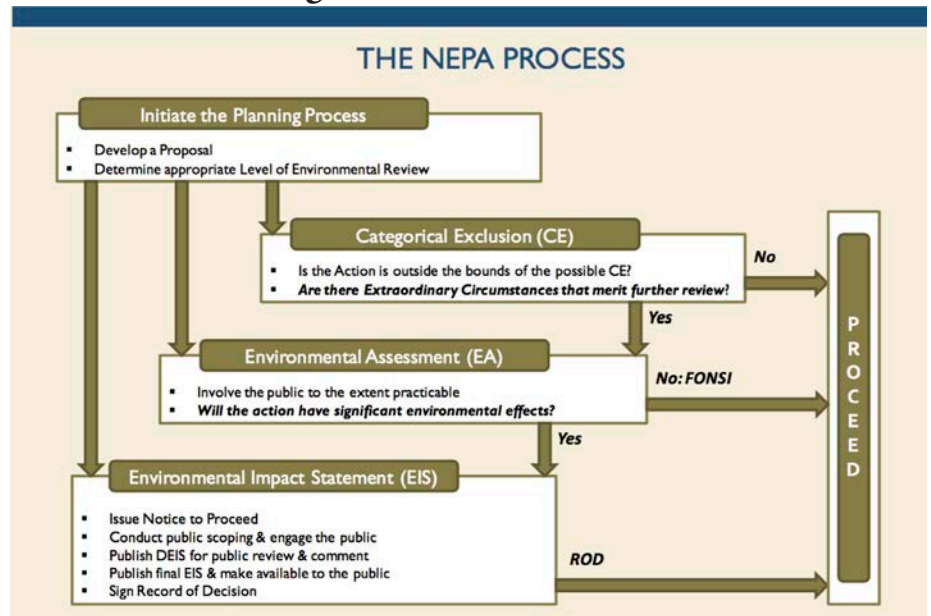 THE NEPA PROCESS
Initiate the Planning Process
▪ Develop a Proposal
▪ Determine appropriate Level of Environmental Review
Categorical Exclusion (CE)
▪ Is the Action is outside the bounds of the possible CE?
▪ Are there Extraordinary Circumstances that merit further review?
No
Yes
Environmental Assessment (EA)
▪ Involve the public to the extent practicable
▪ Will the action have significant environmental effects?
No: FONSI
Yes
Environmental Impact Statement (EIS)
▪ Issue Notice to Proceed
▪ Conduct public scoping & engage the public
▪ Publish DEIS for public review & comment
▪ Publish final EIS & make available to the public
▪ Sign Record of Decision
ROD
PROCEED